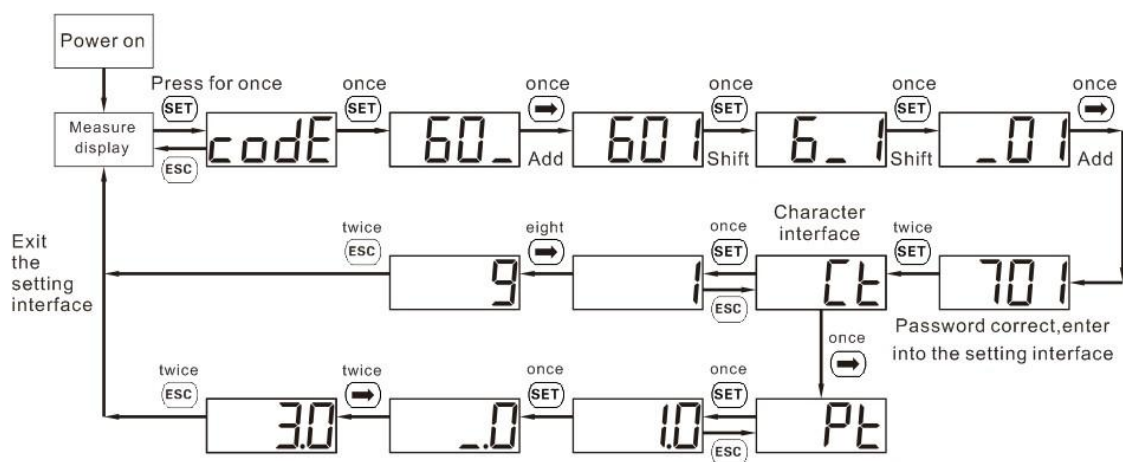 Power on
Press for once
once
once
once
once
once
SET
SET
➡
SET
SET
➡
Measure
display
codE
60_
601
6_1
_01
ESC
Add
Shift
Shift
Add
Character
interface
Exit
the
setting
interface
twice
eight
once
twice
ESC
➡
SET
SET
9
1
Ct
701
ESC
Password correct,enter
into the setting interface
once
➡
twice
twice
once
once
ESC
➡
SET
SET
3.0
_.0
1.0
Pt
ESC